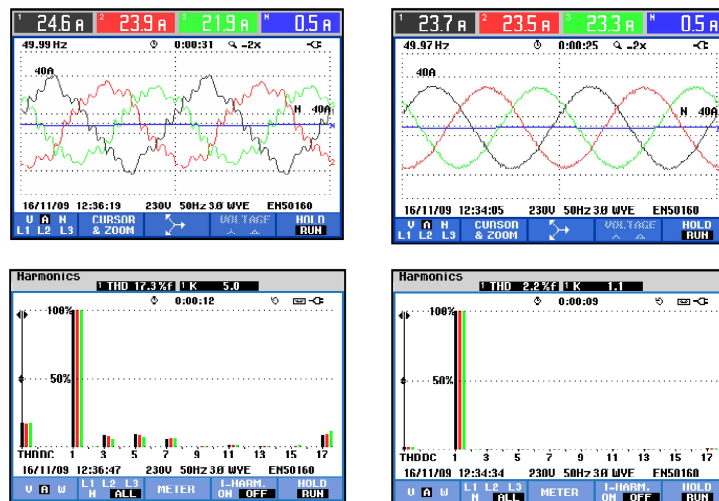 1 24.6 A 2 23.9 A 3 21.9 A N 0.5 A
49.99 Hz 0:00:31 -2x
40A
N 40A
16/11/09 12:36:19 230V 50Hz 3Ø WYE EN50160
V A N
L1 L2 L3
CURSOR
& ZOOM
VOLTAGE
HOLD
RUN
1 23.7 A 2 23.5 A 3 23.3 A N 0.5 A
49.97 Hz 0:00:25 -2x
40A
N 40A
16/11/09 12:34:05 230V 50Hz 3Ø WYE EN50160
V A N
L1 L2 L3
CUNSON
& ZOOM
VOLTAGE
HOLD
RUN
Harmonics
1 THD 17.3%f 1 K 5.0
0:00:12
100%
50%
THDDC 1 3 5 7 9 11 13 15 17
16/11/09 12:36:47 230V 50Hz 3Ø WYE EN50160
V A W
L1 L2 L3
N ALL
METER
I-HARM.
ON OFF
HOLD
RUN
Harmonics
1 THD 2.2%f 1 K 1.1
0:00:09
100%
50%
THDDC 1 3 5 7 9 11 13 15 17
16/11/09 12:34:34 230V 50Hz 3Ø WYE EN50160
V A W
L1 L2 L3
N ALL
METER
I-HARM.
ON OFF
HOLD
RUN